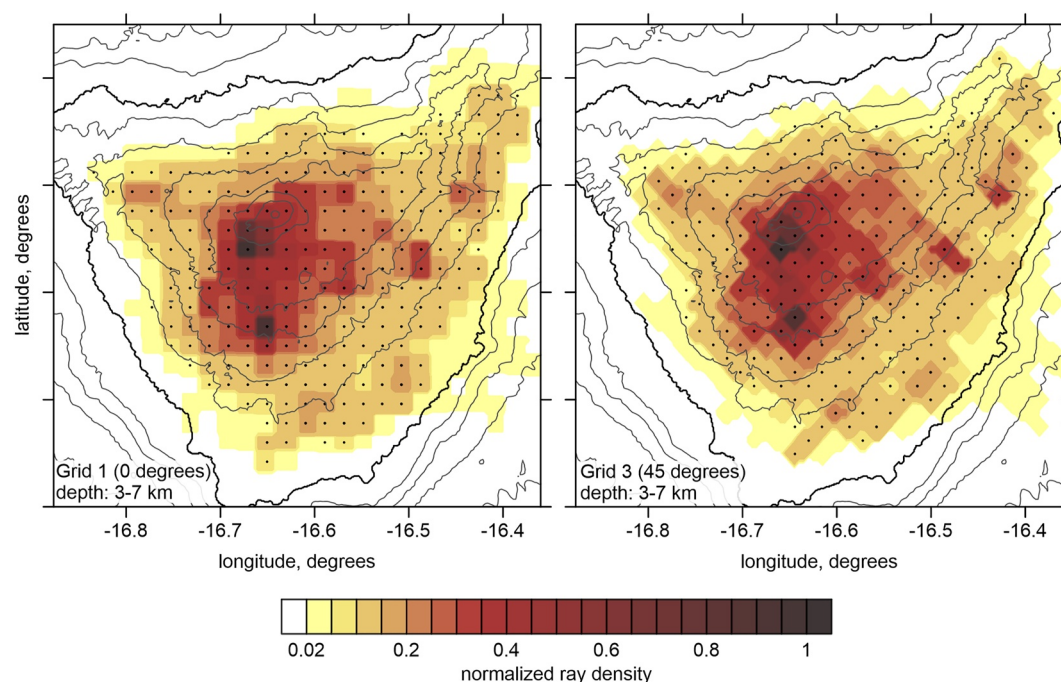 latitude, degrees
Grid 1 (0 degrees)
depth: 3-7 km
Grid 3 (45 degrees)
depth: 3-7 km
-16.8 -16.7 -16.6 -16.5 -16.4
-16.8 -16.7 -16.6 -16.5 -16.4
longitude, degrees
longitude, degrees
0.02 0.2 0.4 0.6 0.8 1
normalized ray density